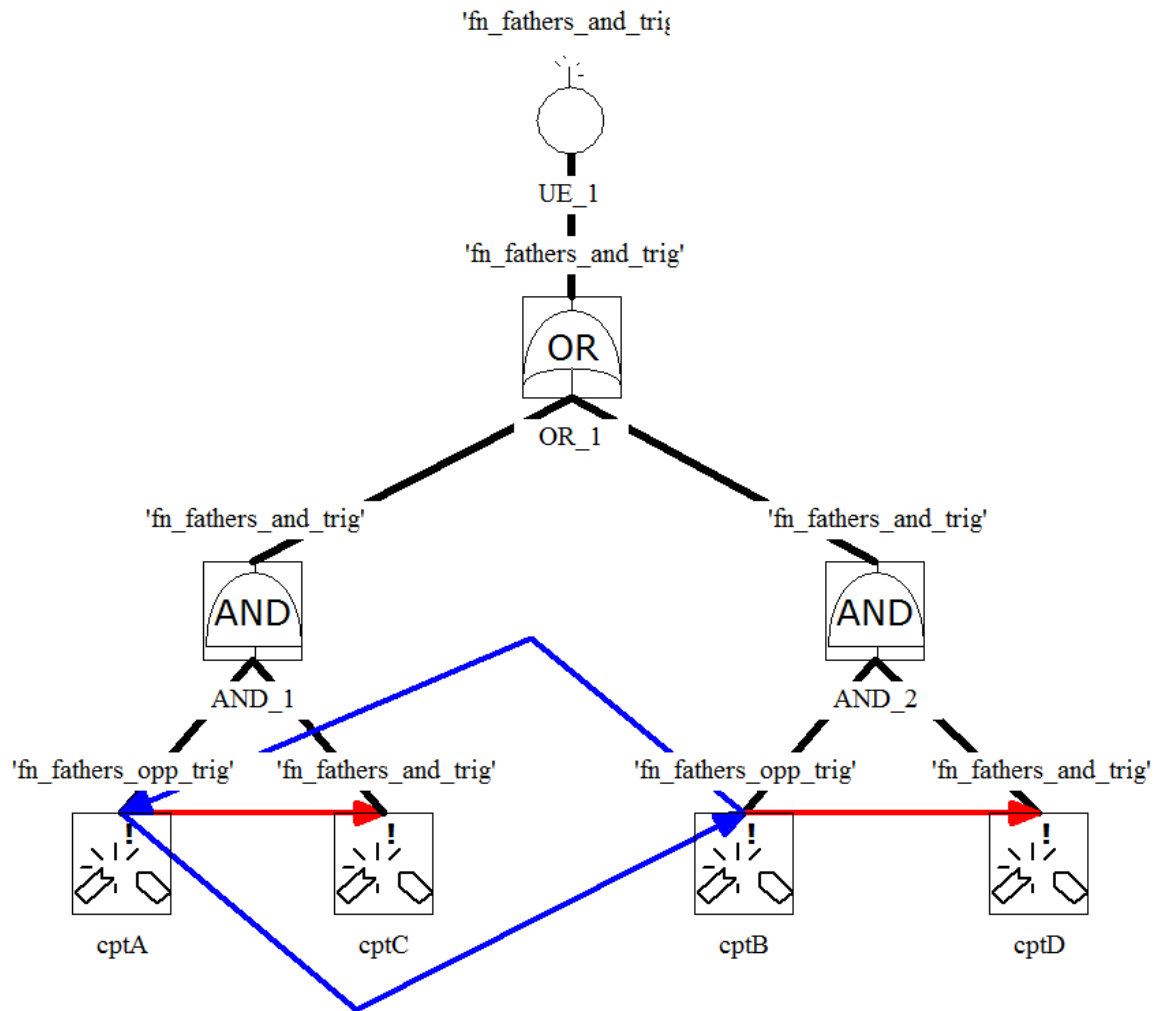 'fn_fathers_and_trig
UE_1
'fn_fathers_and_trig'
OR
OR_1
'fn_fathers_and_trig' 'fn_fathers_and_trig'
AND AND
AND_1 AND_2
'fn_fathers_opp_trig' 'fn_fathers_and_trig' 'fn_fathers_opp_trig' 'fn_fathers_and_trig'
! ! ! !
cptA cptC cptB cptD